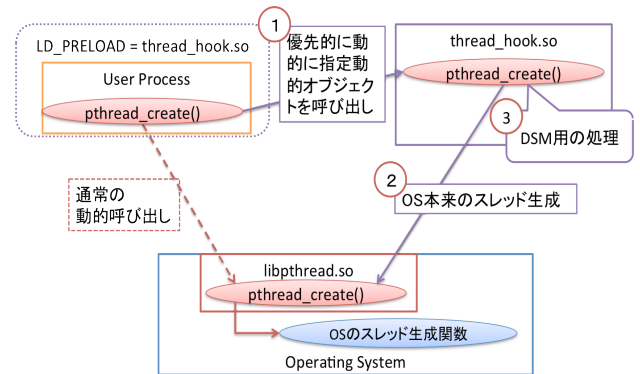 LD_PRELOAD = thread_hook.so
User Process
pthread_create()
1
優先的に動
的に指定動
的オブジェク
トを呼び出し
thread_hook.so
pthread_create()
3
DSM用の処理
2
OS本来のスレッド生成
通常の
動的呼び出し
libpthread.so
pthread_create()
OSのスレッド生成関数
Operating System